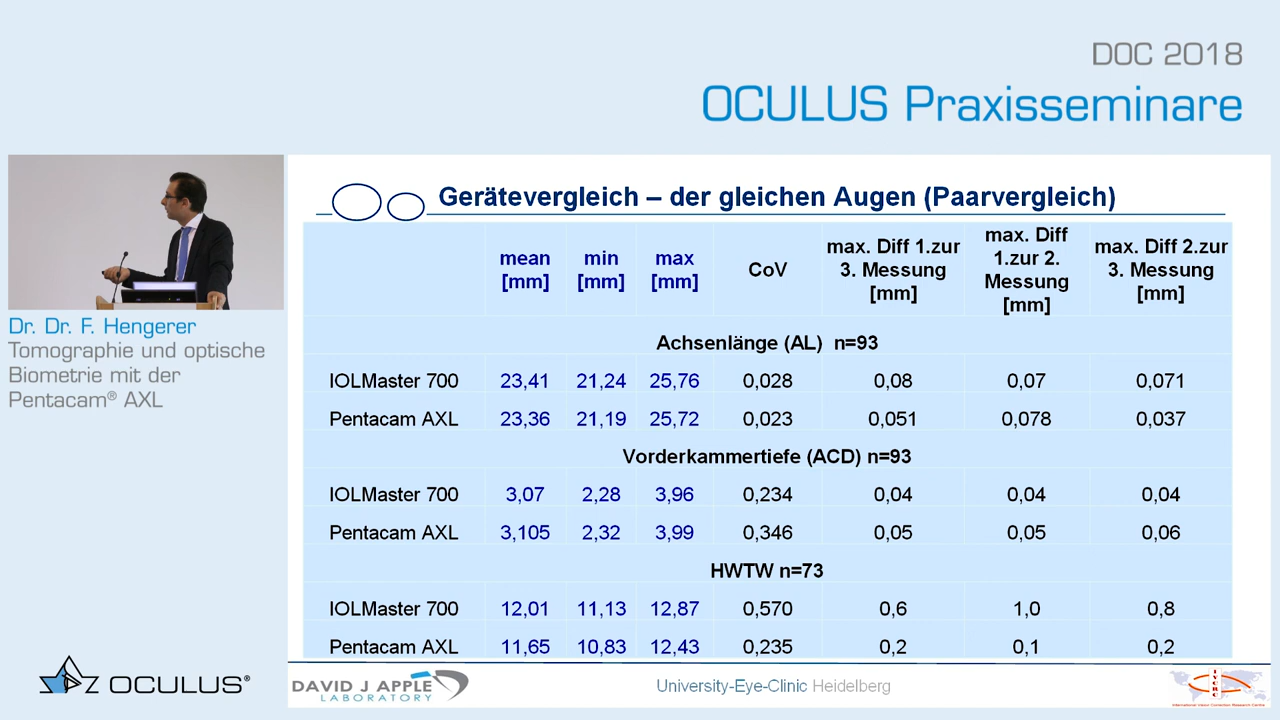 DOC 2018
OCULUS Praxisseminare
Dr. Dr. F. Hengerer
Tomographie und optische
Biometrie mit der
Pentacam® AXL
Gerätevergleich – der gleichen Augen (Paarvergleich)
mean [mm] min [mm] max [mm] CoV max. Diff 1.zur 3. Messung [mm] max. Diff 1.zur 2. Messung [mm] max. Diff 2.zur 3. Messung [mm]
Achsenlänge (AL) n=93
IOLMaster 700 23,41 21,24 25,76 0,028 0,08 0,07 0,071
Pentacam AXL 23,36 21,19 25,72 0,023 0,051 0,078 0,037
Vorderkammertiefe (ACD) n=93
IOLMaster 700 3,07 2,28 3,96 0,234 0,04 0,04 0,04
Pentacam AXL 3,105 2,32 3,99 0,346 0,05 0,05 0,06
HWTW n=73
IOLMaster 700 12,01 11,13 12,87 0,570 0,6 1,0 0,8
Pentacam AXL 11,65 10,83 12,43 0,235 0,2 0,1 0,2
OCULUS®
DAVID J APPLE
LABORATORY
University-Eye-Clinic Heidelberg
IVCRC
International Vision Correction Research Centre